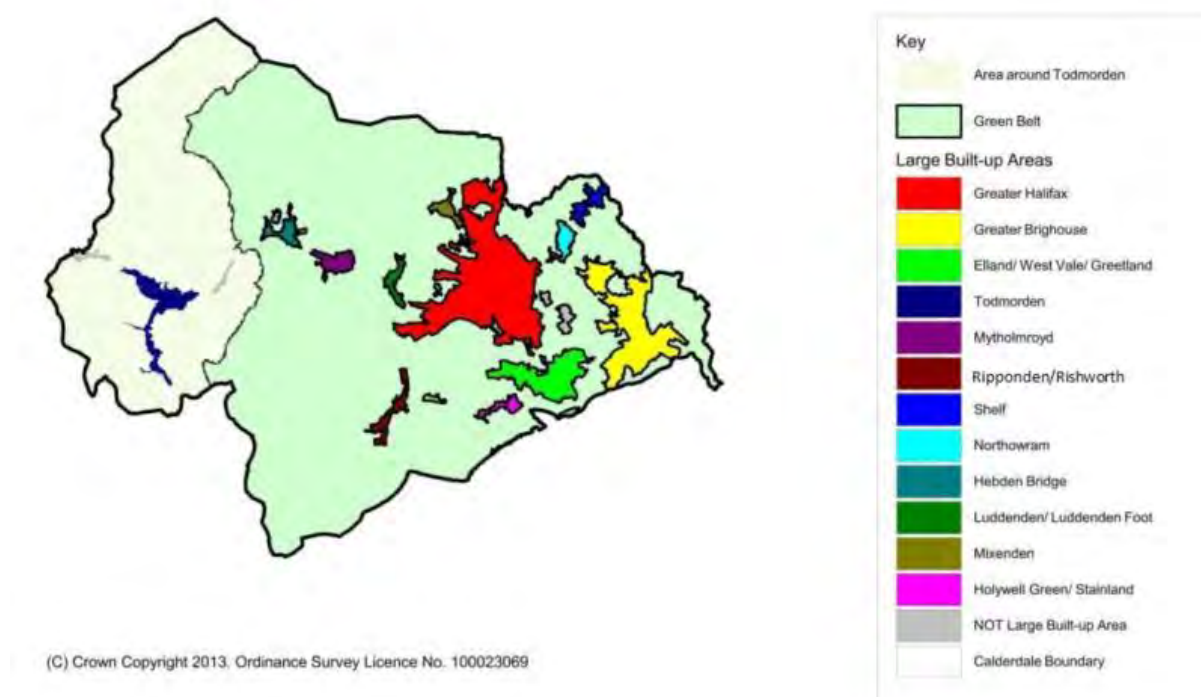 Key
Area around Todmorden
Green Belt
Large Built-up Areas
Greater Halifax
Greater Brighouse
Elland/ West Vale/ Greetland
Todmorden
Mytholmroyd
Ripponden/Rishworth
Shelf
Northowram
Hebden Bridge
Luddenden/ Luddenden Foot
Mixenden
Holywell Green/ Stainland
NOT Large Built-up Area
Calderdale Boundary
(C) Crown Copyright 2013. Ordinance Survey Licence No. 100023069